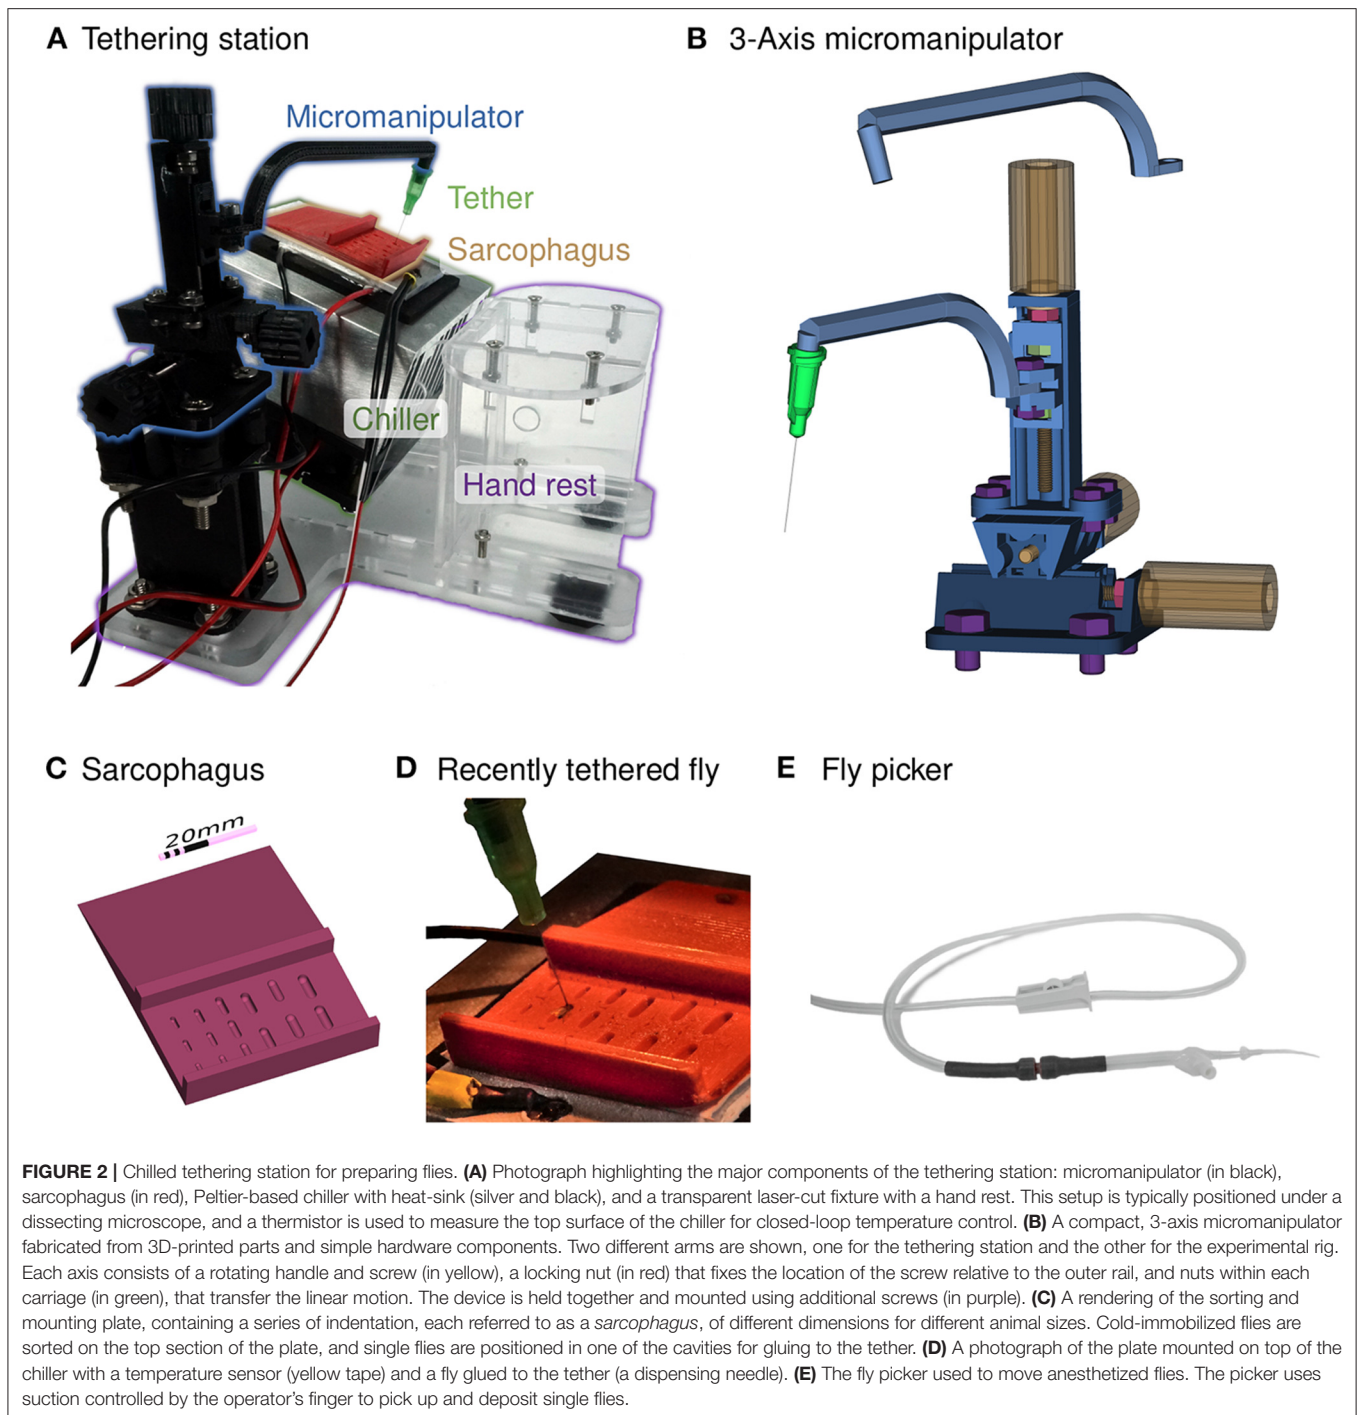 A Tethering station
B 3-Axis micromanipulator
Micromanipulator
Tether
Sarcophagus
Chiller
Hand rest
C Sarcophagus
D Recently tethered fly
E Fly picker
20mm
FIGURE 2 | Chilled tethering station for preparing flies. (A) Photograph highlighting the major components of the tethering station: micromanipulator (in black),
sarcophagus (in red), Peltier-based chiller with heat-sink (silver and black), and a transparent laser-cut fixture with a hand rest. This setup is typically positioned under a
dissecting microscope, and a thermistor is used to measure the top surface of the chiller for closed-loop temperature control. (B) A compact, 3-axis micromanipulator
fabricated from 3D-printed parts and simple hardware components. Two different arms are shown, one for the tethering station and the other for the experimental rig.
Each axis consists of a rotating handle and screw (in yellow), a locking nut (in red) that fixes the location of the screw relative to the outer rail, and nuts within each
carriage (in green), that transfer the linear motion. The device is held together and mounted using additional screws (in purple). (C) A rendering of the sorting and
mounting plate, containing a series of indentation, each referred to as a sarcophagus, of different dimensions for different animal sizes. Cold-immobilized flies are
sorted on the top section of the plate, and single flies are positioned in one of the cavities for gluing to the tether. (D) A photograph of the plate mounted on top of the
chiller with a temperature sensor (yellow tape) and a fly glued to the tether (a dispensing needle). (E) The fly picker used to move anesthetized flies. The picker uses
suction controlled by the operator's finger to pick up and deposit single flies.